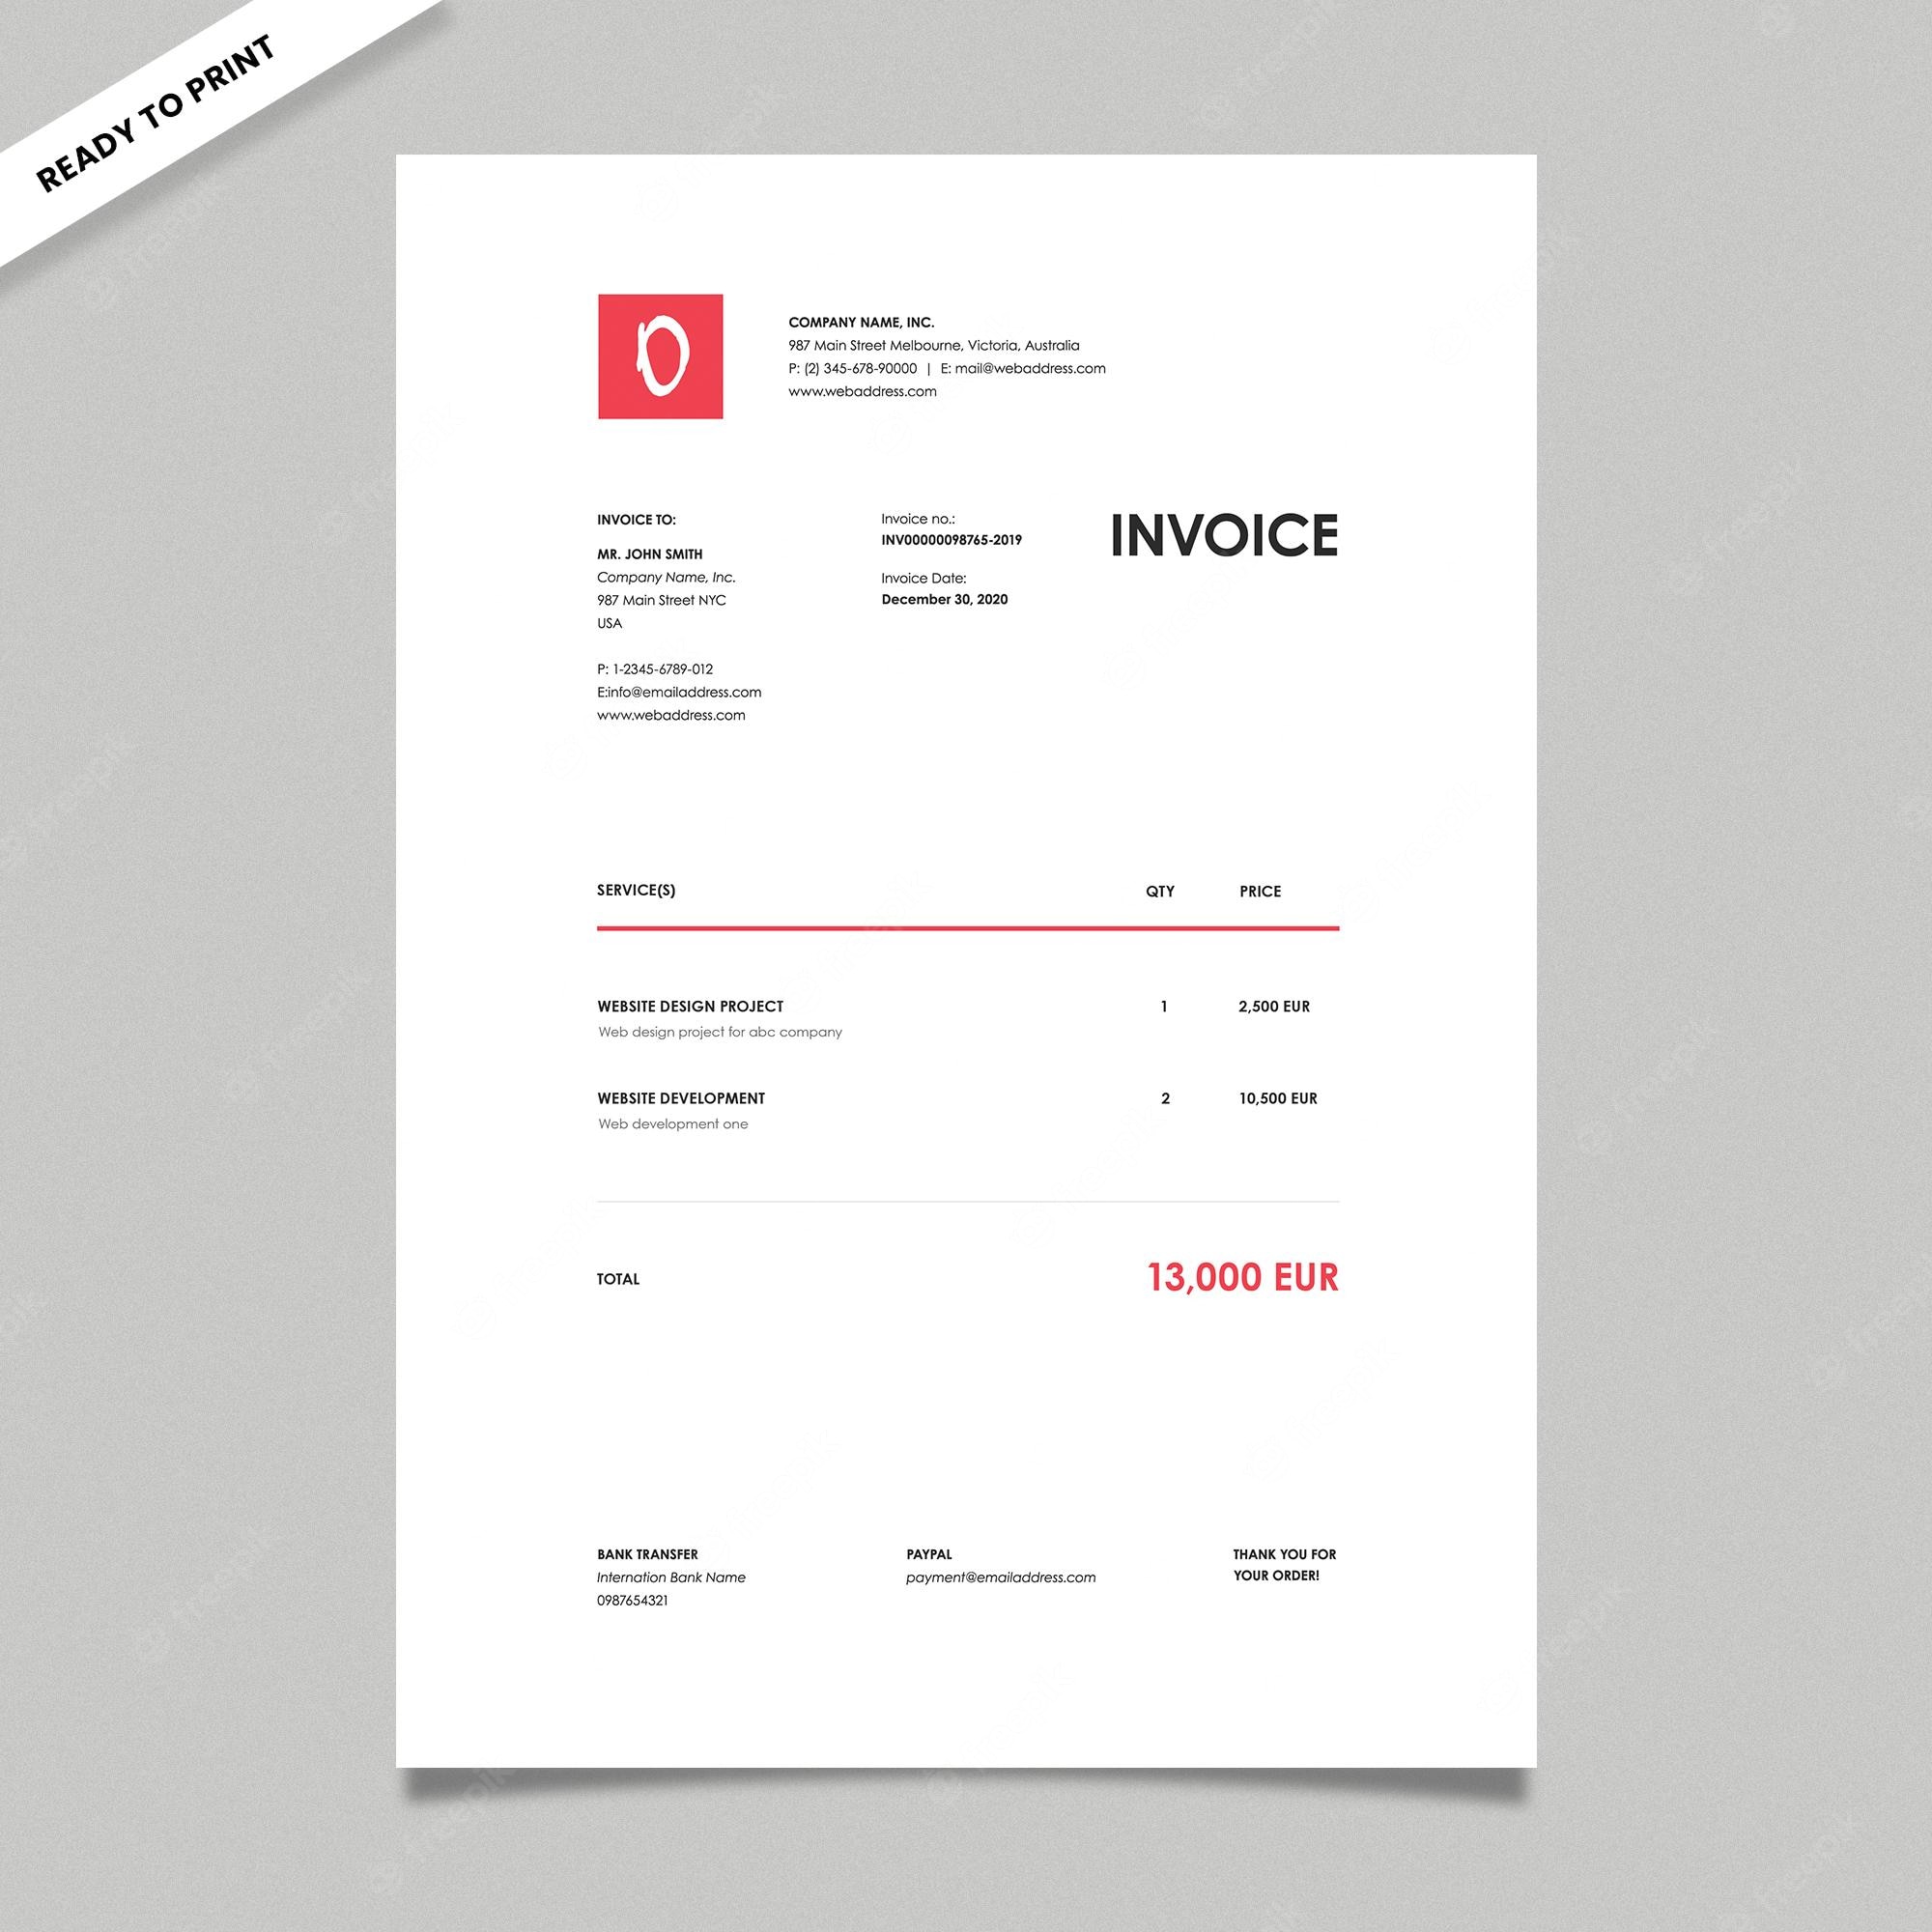 READY TO PRINT
COMPANY NAME, INC.
987 Main Street Melbourne, Victoria, Australia
P: (2) 345-678-90000 | E: mail@webaddress.com
www.webaddress.com
INVOICE TO:
MR. JOHN SMITH
Company Name, Inc.
987 Main Street NYC
USA
P: 1-2345-6789-012
E:info@emailaddress.com
www.webaddress.com
Invoice no.:
INV00000098765-2019
Invoice Date:
December 30, 2020
INVOICE
SERVICE(S) QTY PRICE
WEBSITE DESIGN PROJECT 1 2,500 EUR
Web design project for abc company
WEBSITE DEVELOPMENT 2 10,500 EUR
Web development one
TOTAL 13,000 EUR
BANK TRANSFER
Internation Bank Name
0987654321
PAYPAL
payment@emailaddress.com
THANK YOU FOR
YOUR ORDER!
freepik